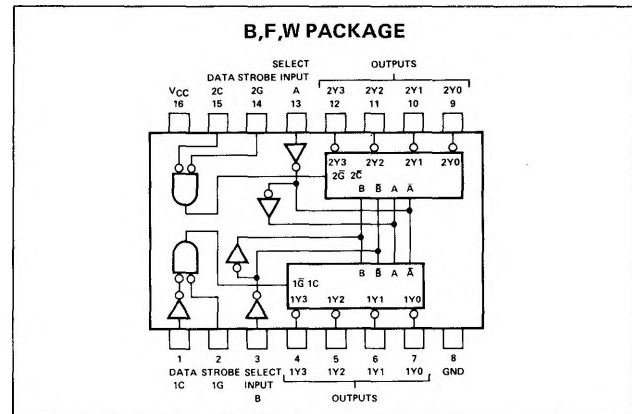 B,F,W PACKAGE
SELECT OUTPUTS
DATA STROBE INPUT
VCC 2C 2G A 2Y3 2Y2 2Y1 2Y0
16 15 14 13 12 11 10 9
2Y3 2Y2 2Y1 2Y0
2G̅ 2C̅
B B̅ A A̅
B B̅ A A̅
1G̅ 1C
1Y3 1Y2 1Y1 1Y0
1 2 3 4 5 6 7 8
DATA STROBE SELECT 1Y3 1Y2 1Y1 1Y0 GND
1C 1G INPUT
B OUTPUTS